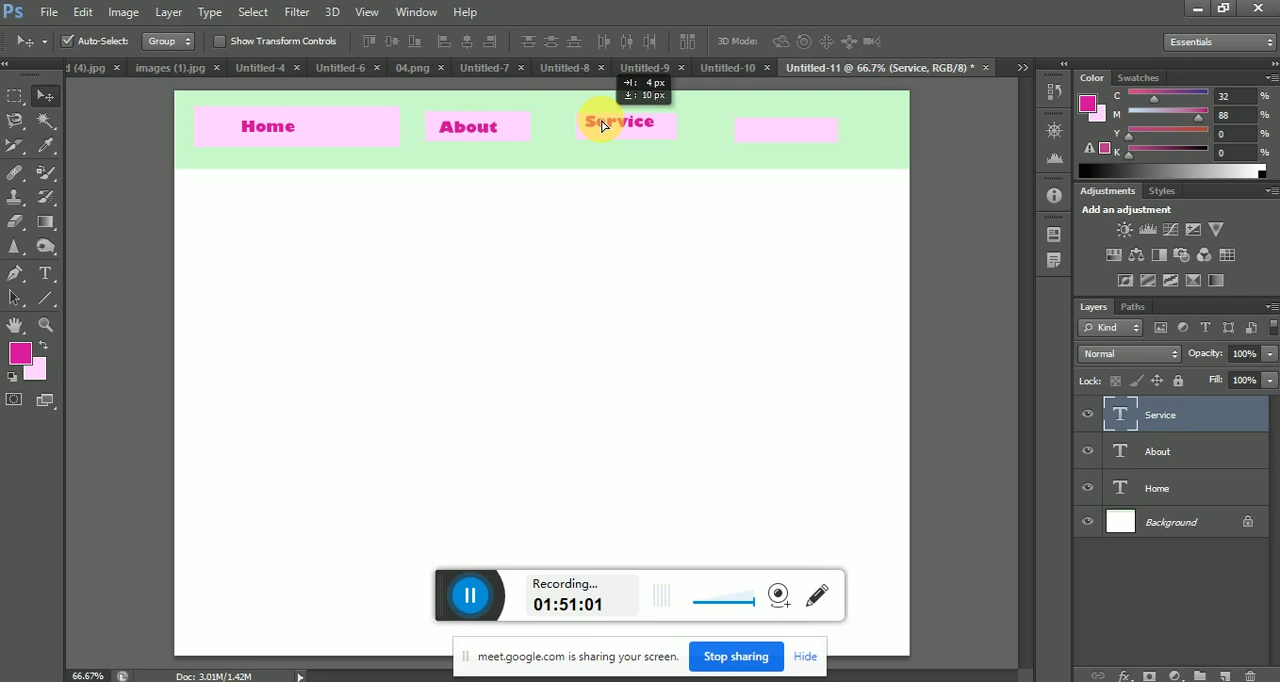 Ps File Edit Image Layer Type Select Filter 3D View Window Help
Auto-Select: Group Show Transform Controls 3D Mode: Essentials
d (4).jpg × images (1).jpg × Untitled-4 × Untitled-6 × 04.png × Untitled-7 × Untitled-8 × Untitled-9 × Untitled-10 × Untitled-11 @ 66.7% (Service, RGB/8) * ×
4 px
10 px
Home About Service
Color Swatches
C 32 %
M 88 %
Y 0 %
K 0 %
Adjustments Styles
Add an adjustment
Layers Paths
Kind T
Normal Opacity: 100%
Lock: Fill: 100%
T Service
T About
T Home
Background
Recording...
01:51:01
meet.google.com is sharing your screen. Stop sharing Hide
66.67% Doc: 3.01M/1.42M fx